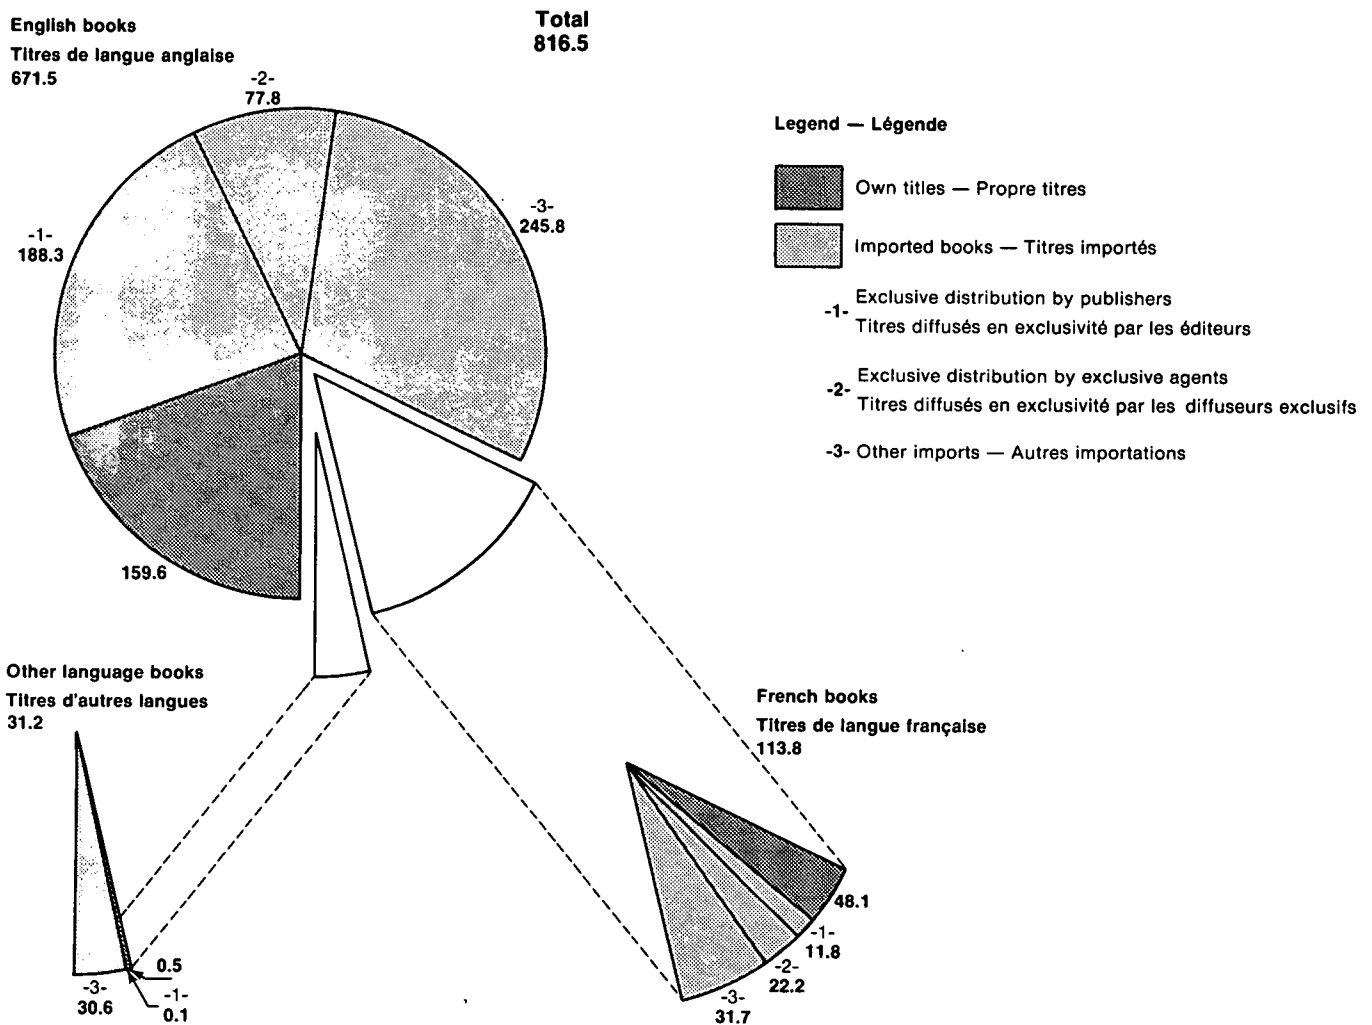 English books
Titres de langue anglaise
671.5
Total
816.5
-2-
77.8
-3-
245.8
-1-
188.3
159.6
Legend — Légende
Own titles — Propre titres
Imported books — Titres importés
-1- Exclusive distribution by publishers
Titres diffusés en exclusivité par les éditeurs
-2- Exclusive distribution by exclusive agents
Titres diffusés en exclusivité par les diffuseurs exclusifs
-3- Other imports — Autres importations
Other language books
Titres d'autres langues
31.2
0.5
-1-
0.1
-3-
30.6
French books
Titres de langue française
113.8
48.1
-1-
11.8
-2-
22.2
-3-
31.7